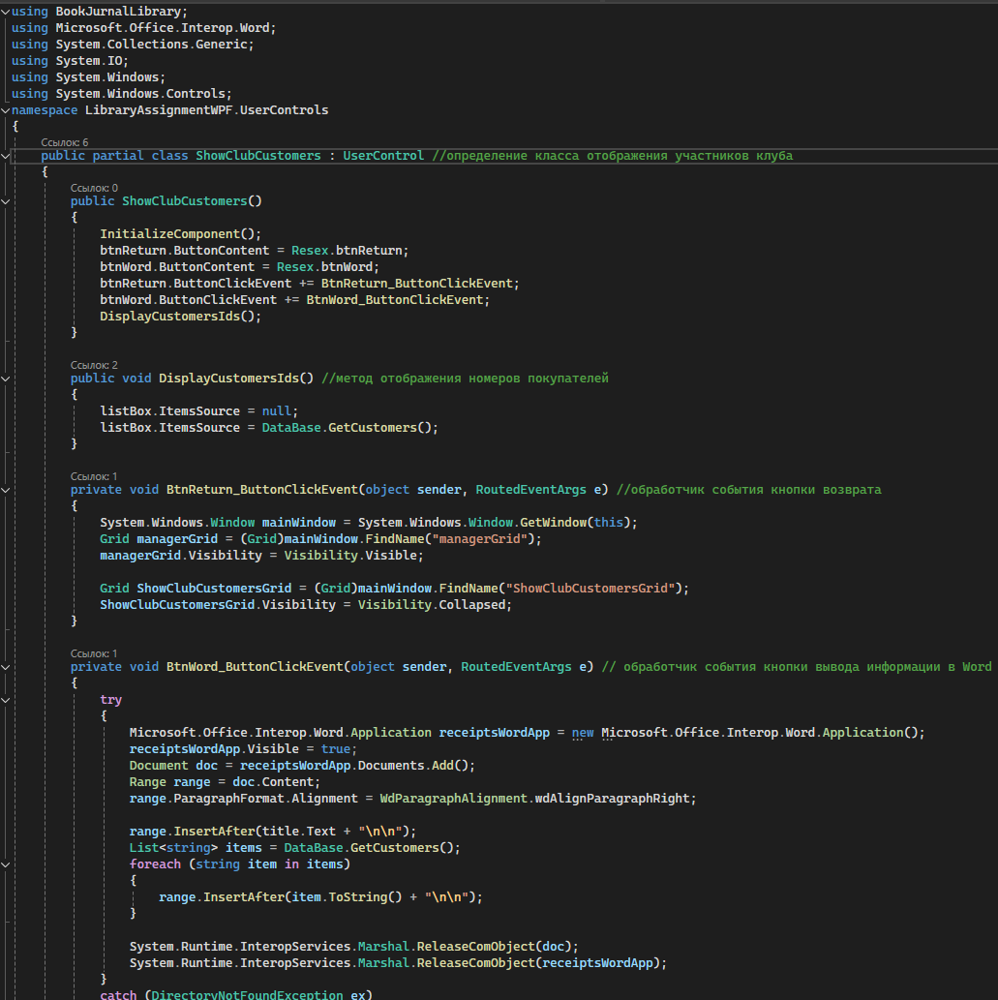 using BookJurnalLibrary;
using Microsoft.Office.Interop.Word;
using System.Collections.Generic;
using System.IO;
using System.Windows;
using System.Windows.Controls;
namespace LibraryAssignmentWPF.UserControls
{
Ссылок: 6
public partial class ShowClubCustomers : UserControl //определение класса отображения участников клуба
{
Ссылок: 0
public ShowClubCustomers()
{
InitializeComponent();
btnReturn.ButtonContent = Resex.btnReturn;
btnWord.ButtonContent = Resex.btnWord;
btnReturn.ButtonClickEvent += BtnReturn_ButtonClickEvent;
btnWord.ButtonClickEvent += BtnWord_ButtonClickEvent;
DisplayCustomersIds();
}
Ссылок: 2
public void DisplayCustomersIds() //метод отображения номеров покупателей
{
listBox.ItemsSource = null;
listBox.ItemsSource = DataBase.GetCustomers();
}
Ссылок: 1
private void BtnReturn_ButtonClickEvent(object sender, RoutedEventArgs e) //обработчик события кнопки возврата
{
System.Windows.Window mainWindow = System.Windows.Window.GetWindow(this);
Grid managerGrid = (Grid)mainWindow.FindName("managerGrid");
managerGrid.Visibility = Visibility.Visible;
Grid ShowClubCustomersGrid = (Grid)mainWindow.FindName("ShowClubCustomersGrid");
ShowClubCustomersGrid.Visibility = Visibility.Collapsed;
}
Ссылок: 1
private void BtnWord_ButtonClickEvent(object sender, RoutedEventArgs e) // обработчик события кнопки вывода информации в Word
{
try
{
Microsoft.Office.Interop.Word.Application receiptsWordApp = new Microsoft.Office.Interop.Word.Application();
receiptsWordApp.Visible = true;
Document doc = receiptsWordApp.Documents.Add();
Range range = doc.Content;
range.ParagraphFormat.Alignment = WdParagraphAlignment.wdAlignParagraphRight;
range.InsertAfter(title.Text + "\n\n");
List<string> items = DataBase.GetCustomers();
foreach (string item in items)
{
range.InsertAfter(item.ToString() + "\n\n");
}
System.Runtime.InteropServices.Marshal.ReleaseComObject(doc);
System.Runtime.InteropServices.Marshal.ReleaseComObject(receiptsWordApp);
}
catch (DirectoryNotFoundException ex)